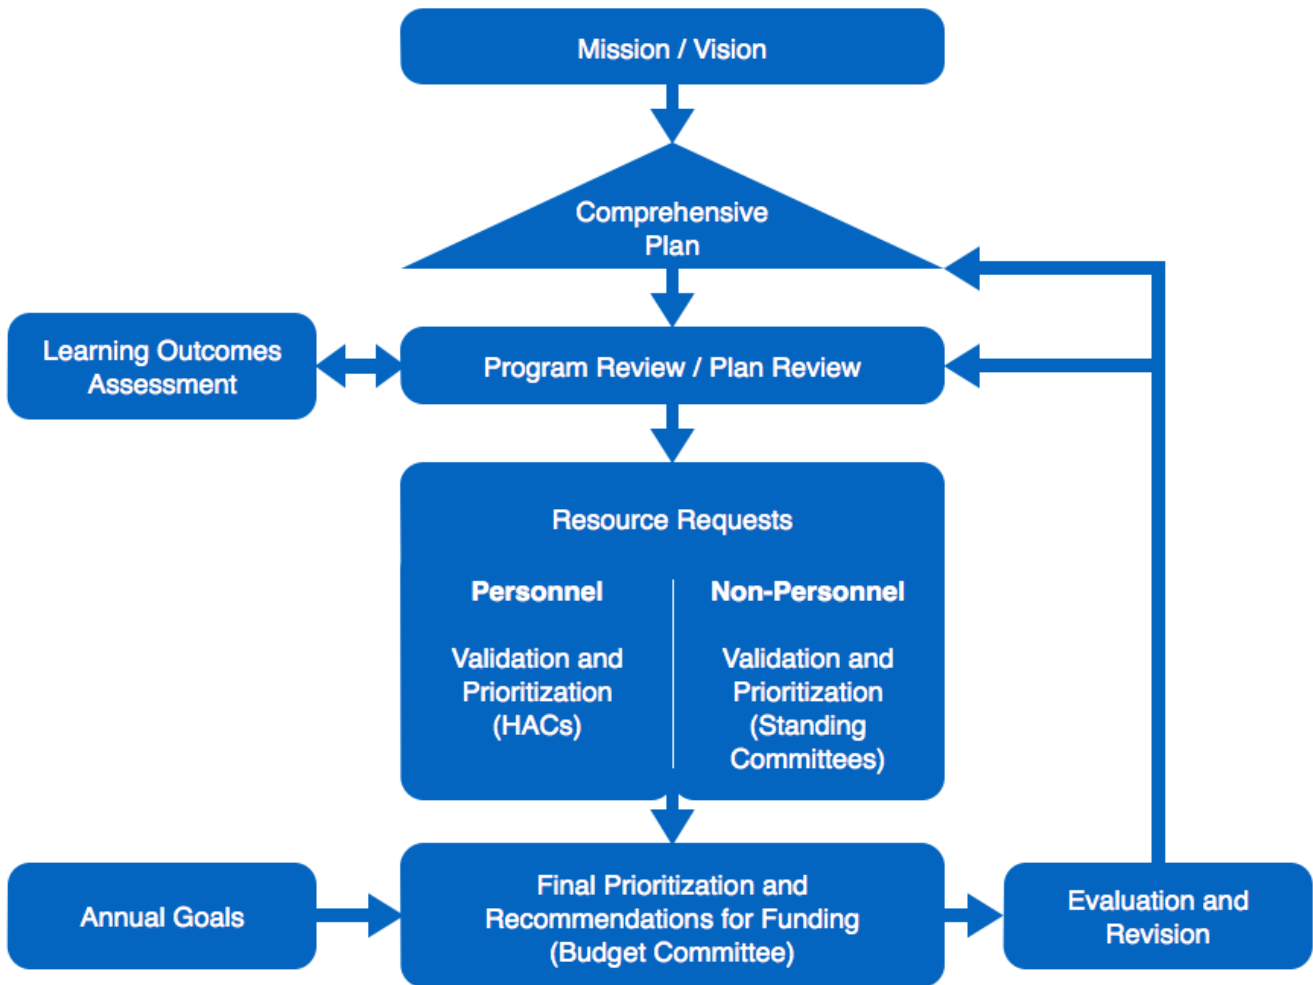 Mission / Vision
Comprehensive
Plan
Learning Outcomes
Assessment
Program Review / Plan Review
Resource Requests
Personnel
Validation and
Prioritization
(HACs)
Non-Personnel
Validation and
Prioritization
(Standing
Committees)
Annual Goals
Final Prioritization and
Recommendations for Funding
(Budget Committee)
Evaluation and
Revision